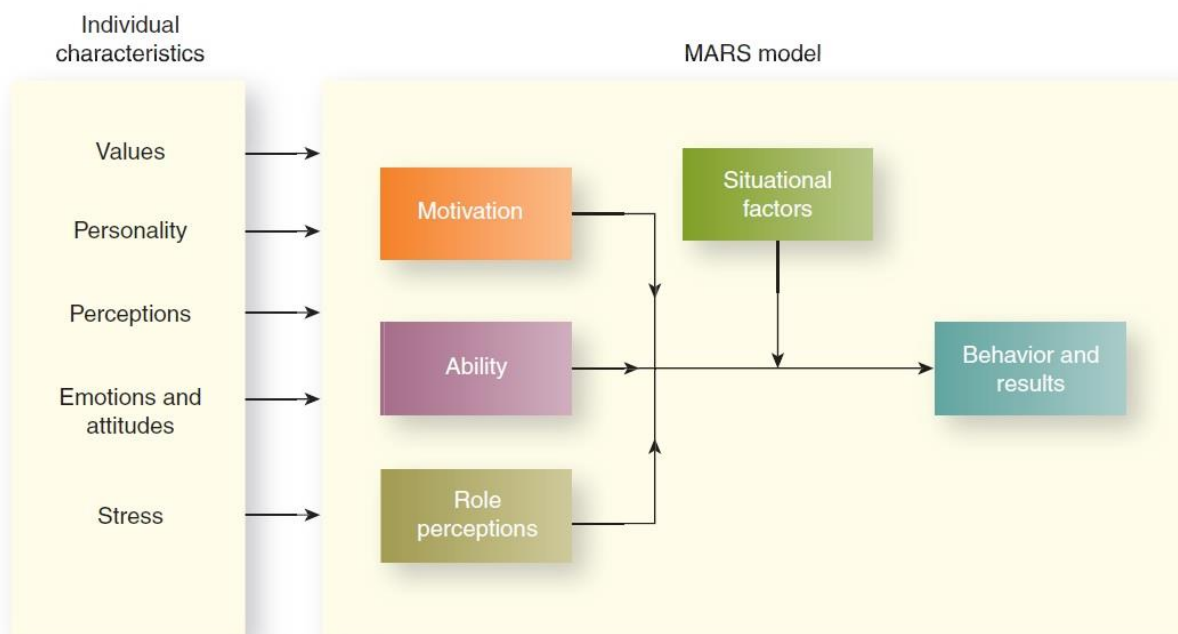 Individual
characteristics
MARS model
Values
Personality
Perceptions
Emotions and
attitudes
Stress
Motivation
Ability
Role
perceptions
Situational
factors
Behavior and
results